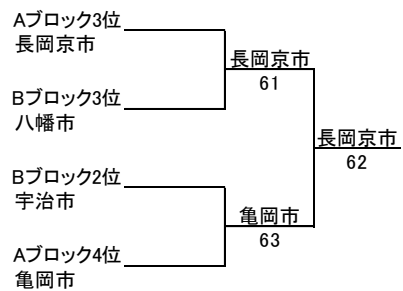 Aブロック3位
長岡京市
長岡京市
61
Bブロック3位
八幡市
長岡京市
62
Bブロック2位
宇治市
亀岡市
63
Aブロック4位
亀岡市